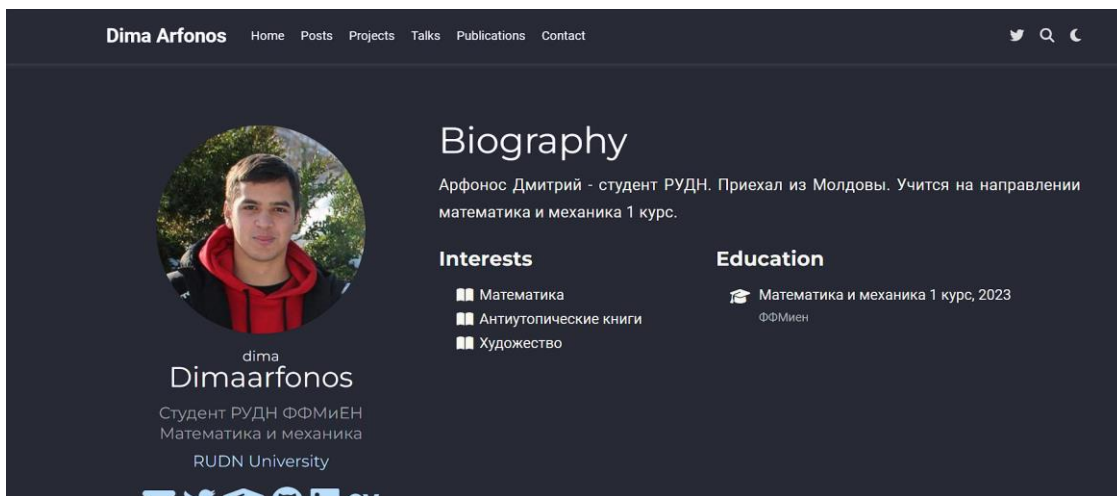 Dima Arfonos Home Posts Projects Talks Publications Contact
Biography
Арфонос Дмитрий - студент РУДН. Приехал из Молдовы. Учится на направлении
математика и механика 1 курс.
Interests
Математика
Антиутопические книги
Художество
Education
Математика и механика 1 курс, 2023
ФФМиен
dima
Dimaarfonos
Студент РУДН ФФМиЕН
Математика и механика
RUDN University